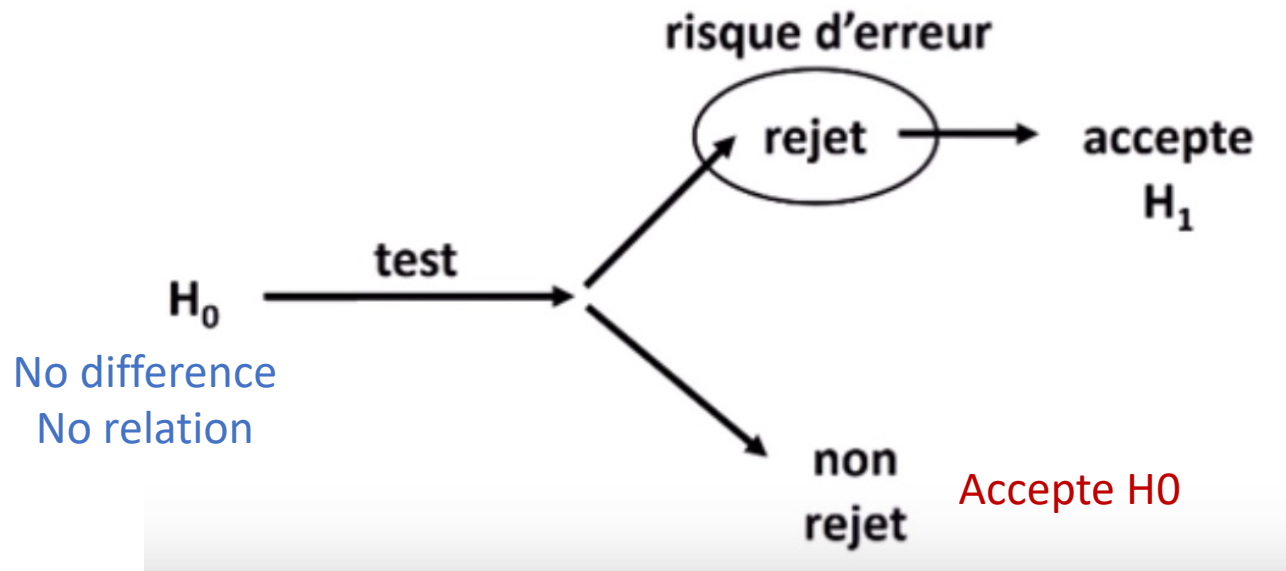 risque d'erreur
rejet
accepte
H₁
test
H₀
No difference
No relation
non
rejet
Accepte H0